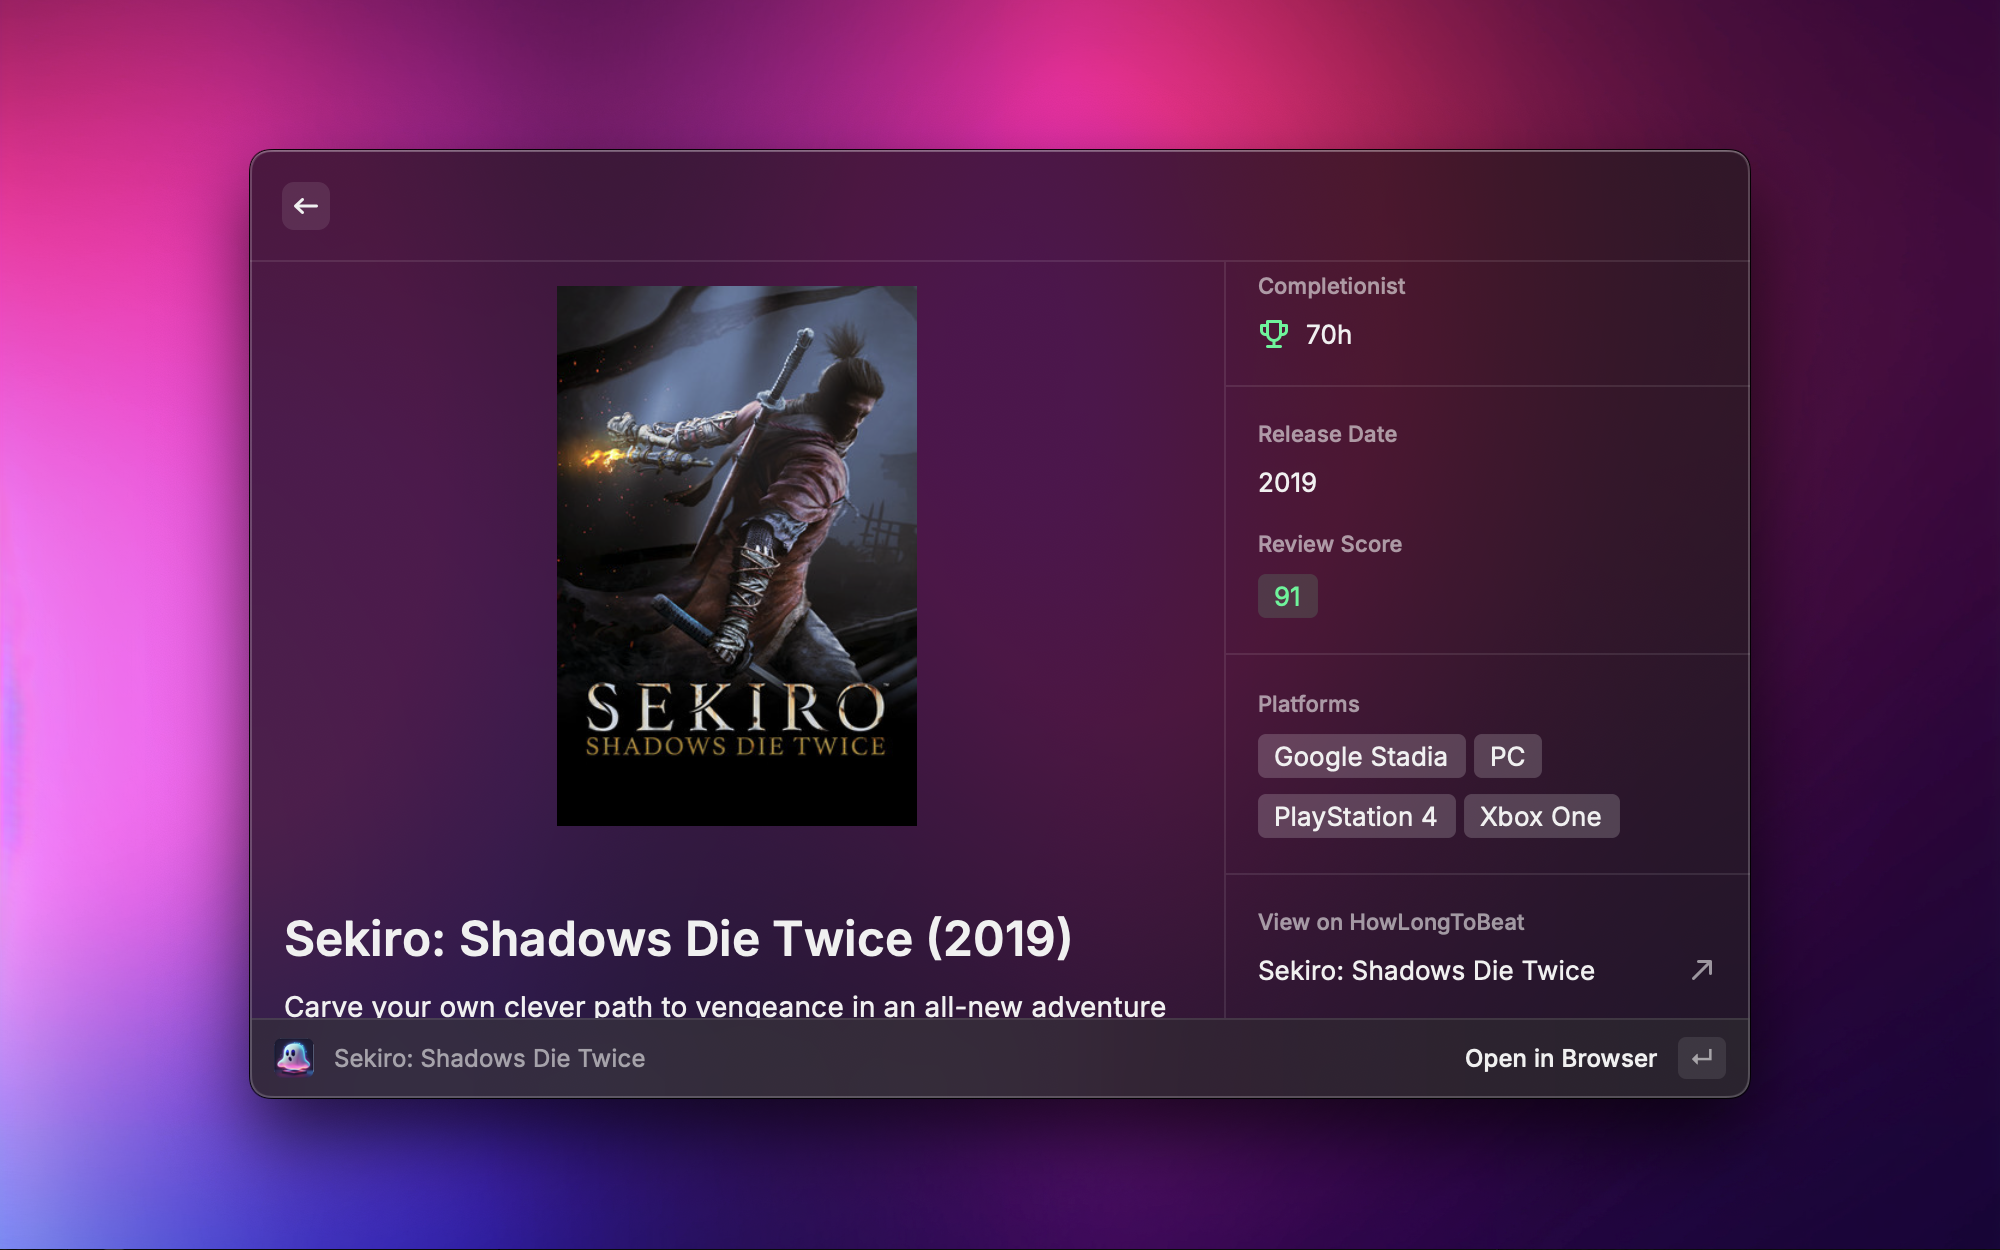 SEKIRO
SHADOWS DIE TWICE
Sekiro: Shadows Die Twice (2019)
Carve your own clever path to vengeance in an all-new adventure
Completionist
70h
Release Date
2019
Review Score
91
Platforms
Google Stadia PC
PlayStation 4 Xbox One
View on HowLongToBeat
Sekiro: Shadows Die Twice
Sekiro: Shadows Die Twice
Open in Browser